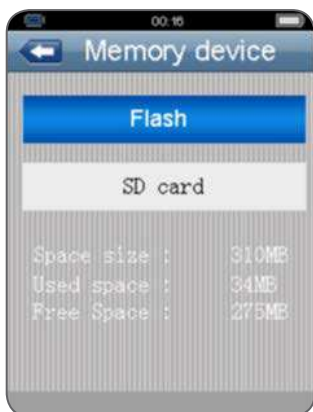 00:16
Memory device
Flash
SD card
Space size : 310MB
Used space : 34MB
Free Space : 275MB